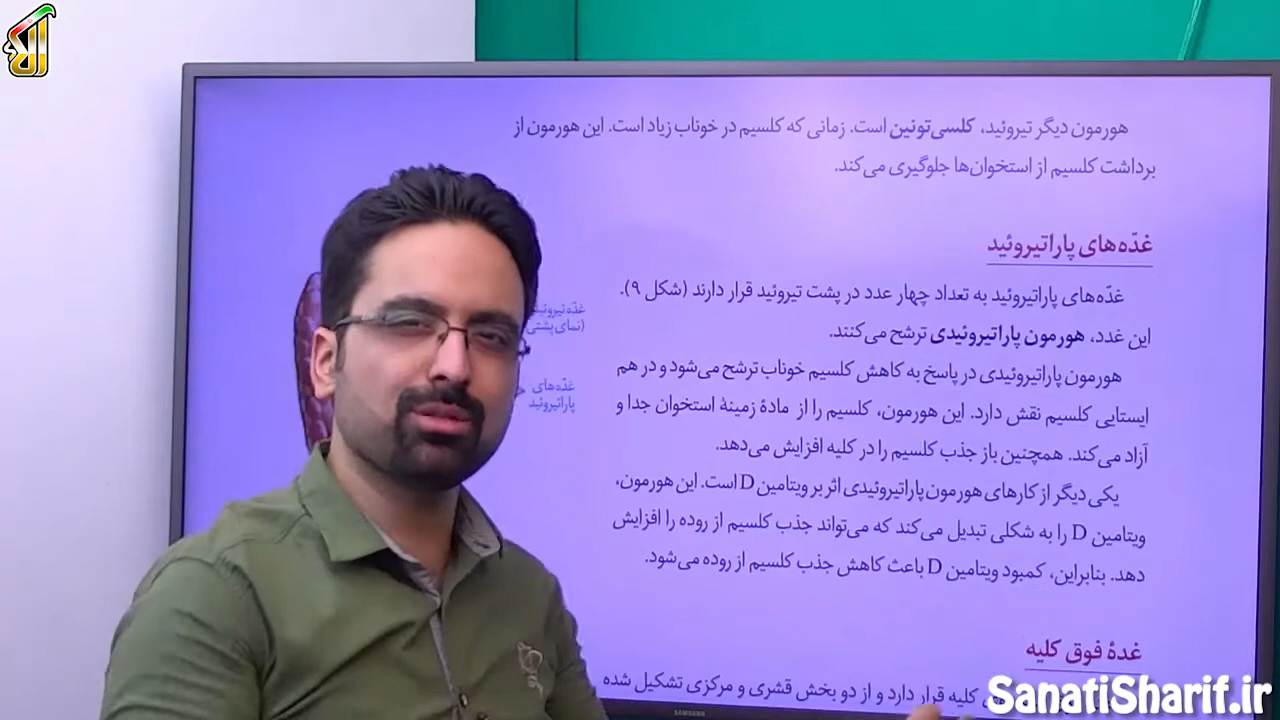 هورمون دیگر تیروئید، کلسی‌تونین است. زمانی که کلسیم در خوناب زیاد است. این هورمون از
برداشت کلسیم از استخوان‌ها جلوگیری می‌کند.
غدّه‌های پاراتیروئید
غدّه‌های پاراتیروئید به تعداد چهار عدد در پشت تیروئید قرار دارند (شکل ۹).
این غدد، هورمون پاراتیروئیدی ترشح می‌کنند.
هورمون پاراتیروئیدی در پاسخ به کاهش کلسیم خوناب ترشح می‌شود و در هم
ایستایی کلسیم نقش دارد. این هورمون، کلسیم را از مادهٔ زمینهٔ استخوان جدا و
آزاد می‌کند. همچنین باز جذب کلسیم را در کلیه افزایش می‌دهد.
یکی دیگر از کارهای هورمون پاراتیروئیدی اثر بر ویتامین D است. این هورمون،
ویتامین D را به شکلی تبدیل می‌کند که می‌تواند جذب کلسیم از روده را افزایش
دهد. بنابراین، کمبود ویتامین D باعث کاهش جذب کلسیم از روده می‌شود.
غدّه تیروئید
(نمای پشتی
غدّه‌های
پاراتیروئید
غدهٔ فوق کلیه
کلیه قرار دارد و از دو بخش قشری و مرکزی تشکیل شده
SAMSUNG
SanatiSharif.ir